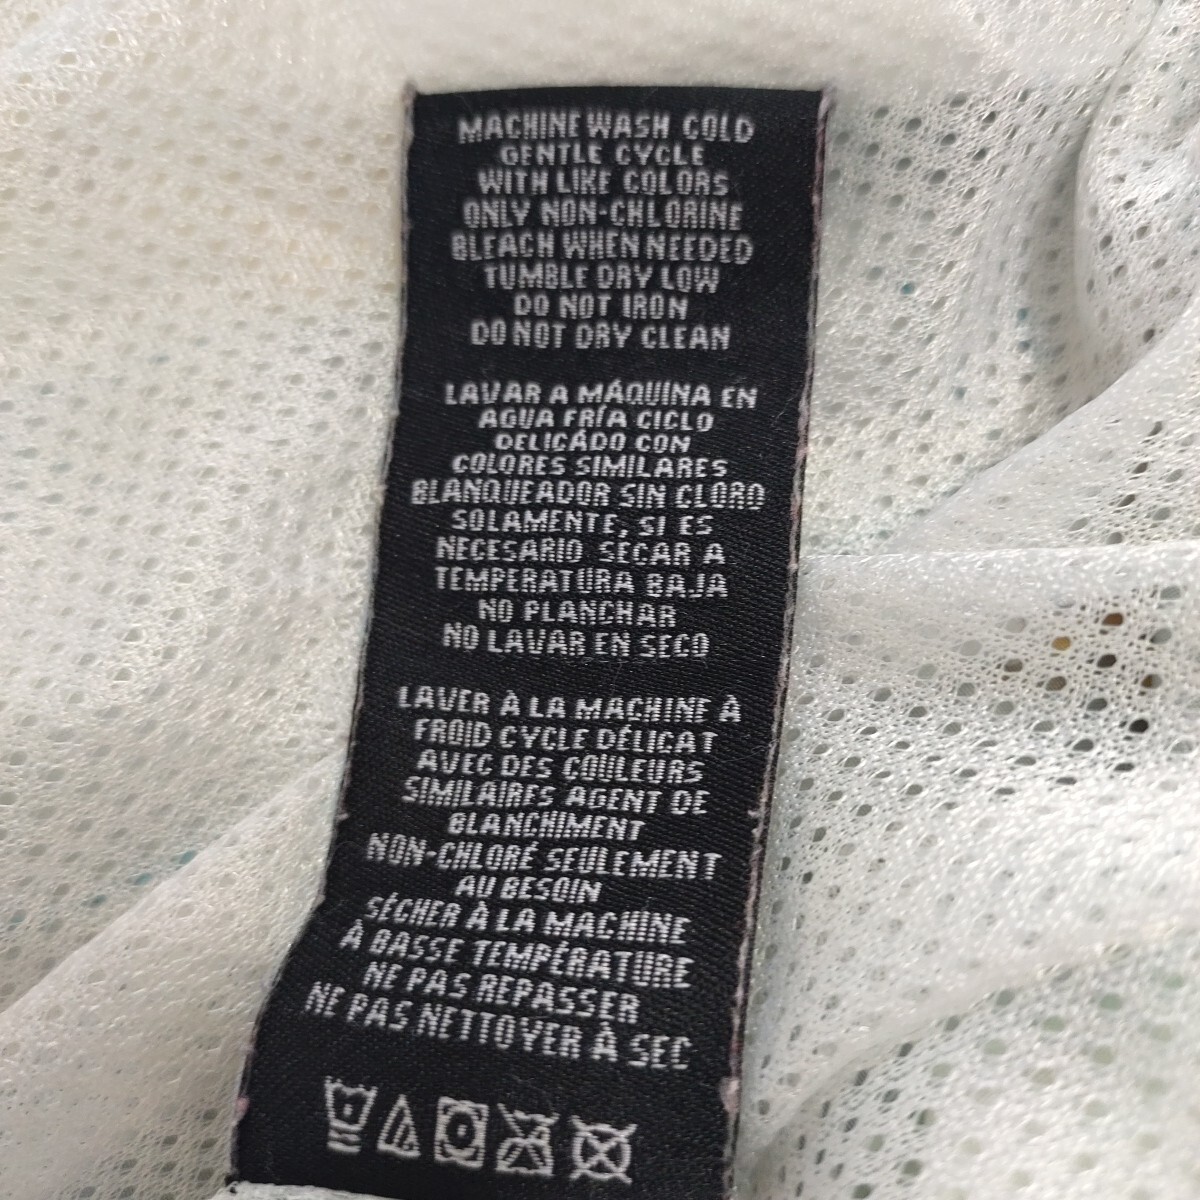 MACHINE WASH COLD
GENTLE CYCLE
WITH LIKE COLORS
ONLY NON-CHLORINE
BLEACH WHEN NEEDED
TUMBLE DRY LOW
DO NOT IRON
DO NOT DRY CLEAN
LAVAR A MÁQUINA EN
AGUA FRÍA CICLO
DELICÁDO CON
COLORES SIMILARES
BLANQUEADOR SIN CLORO
SOLAMENTE, SI ES
NECESARIO SECAR A
TEMPERATURA BAJA
NO PLANCHAR
NO LAVAR EN SECO
LAVER À LA MACHINE À
FROID CYCLE DÉLICAT
AVEC DES COULEURS
SIMILAIRES AGENT DE
BLANCHIMENT
NON-CHLORÉ SEULEMENT
AU BESOIN
SÉCHER À LA MACHINE
À BASSE TEMPÉRATURE
NE PAS REPASSER
NE PAS NETTOYER À SEC